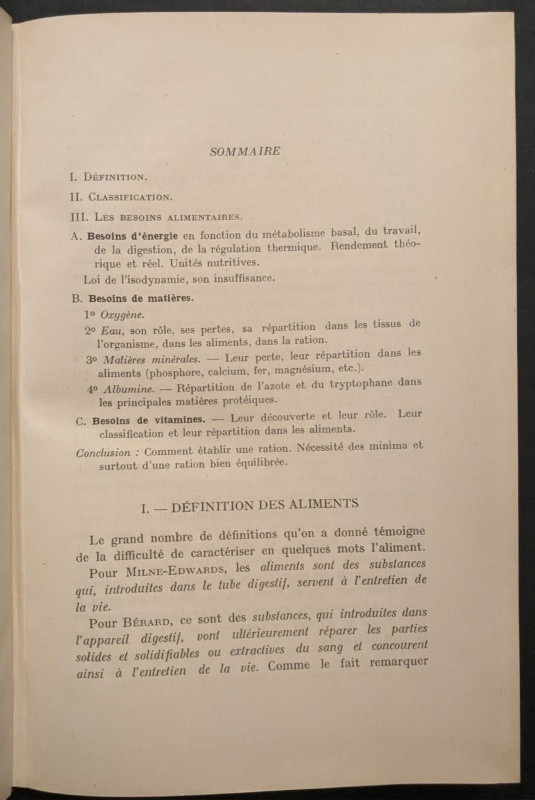 SOMMAIRE
I. DÉFINITION.
II. CLASSIFICATION.
III. LES BESOINS ALIMENTAIRES.
A. Besoins d'énergie en fonction du métabolisme basal, du travail,
de la digestion, de la régulation thermique. Rendement théo-
rique et réel. Unités nutritives.
Loi de l'isodynamie, son insuffisance.
B. Besoins de matières.
1º Oxygène.
2º Eau, son rôle, ses pertes, sa répartition dans les tissus de
l'organisme, dans les aliments, dans la ration.
3º Matières minérales. — Leur perte, leur répartition dans les
aliments (phosphore, calcium, fer, magnésium, etc.).
4º Albumine. — Répartition de l'azote et du tryptophane dans
les principales matières protéiques.
C. Besoins de vitamines. — Leur découverte et leur rôle. Leur
classification et leur répartition dans les aliments.
Conclusion : Comment établir une ration. Nécessité des minima et
surtout d'une ration bien équilibrée.
I. — DÉFINITION DES ALIMENTS
Le grand nombre de définitions qu'on a donné témoigne
de la difficulté de caractériser en quelques mots l'aliment.
Pour MILNE-EDWARDS, les aliments sont des substances
qui, introduites dans le tube digestif, servent à l'entretien de
la vie.
Pour BÉRARD, ce sont des substances, qui introduites dans
l'appareil digestif, vont ultérieurement réparer les parties
solides et solidifiables ou extractives du sang et concourent
ainsi à l'entretien de la vie. Comme le fait remarquer